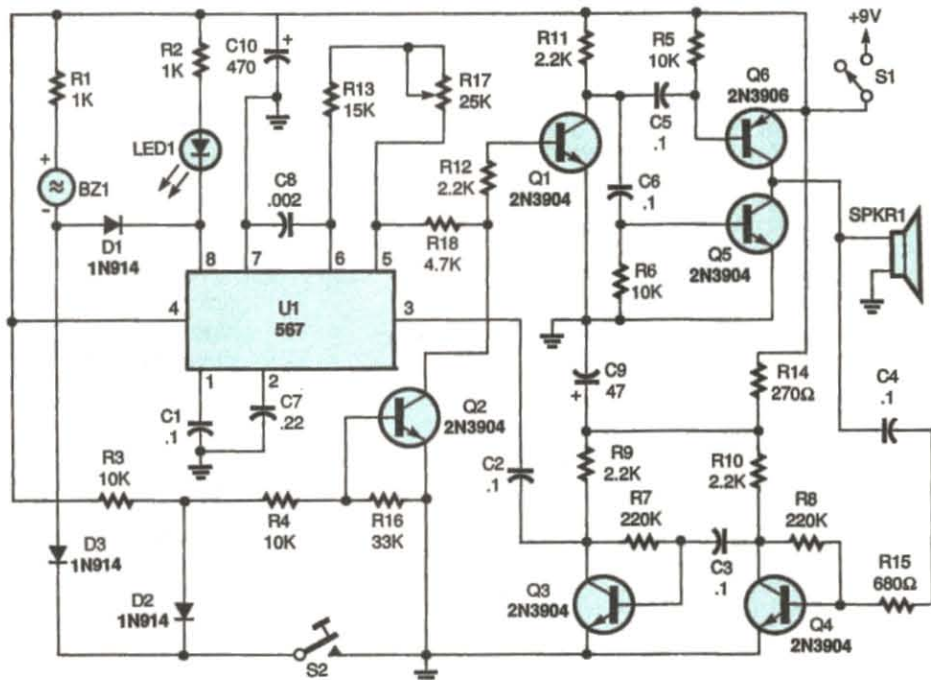 R1
1K
R2
1K
C10
470
+
R13
15K
R17
25K
R11
2.2K
R5
10K
+9V
S1
Q6
2N3906
C5
.1
LED1
+
BZ1
-
C8
.002
R12
2.2K
Q1
2N3904
C6
.1
Q5
2N3904
SPKR1
D1
1N914
R18
4.7K
R6
10K
8
7
6
5
4
U1
567
3
1
2
C1
.1
C7
.22
Q2
2N3904
C9
47
+
R14
270Ω
C4
.1
R3
10K
R4
10K
R16
33K
C2
.1
R9
2.2K
R10
2.2K
R7
220K
C3
.1
R8
220K
D3
1N914
D2
1N914
R15
680Ω
Q3
2N3904
Q4
2N3904
S2